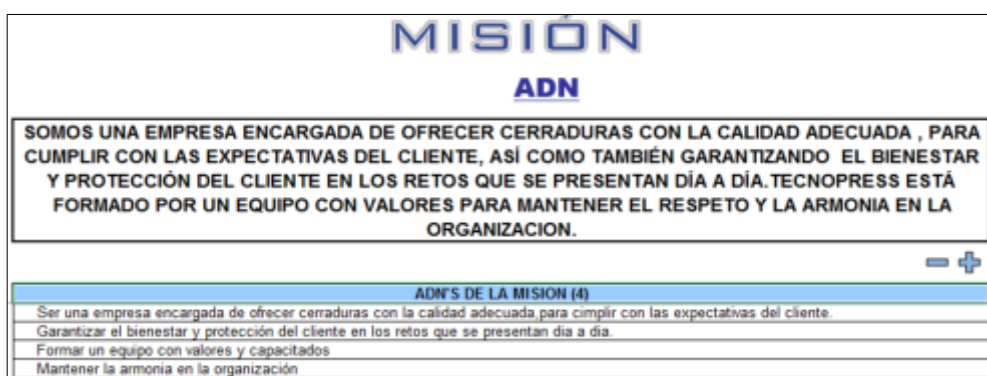 MISIÓN
ADN
SOMOS UNA EMPRESA ENCARGADA DE OFRECER CERRADURAS CON LA CALIDAD ADECUADA , PARA
CUMPLIR CON LAS EXPECTATIVAS DEL CLIENTE, ASÍ COMO TAMBIÉN GARANTIZANDO EL BIENESTAR
Y PROTECCIÓN DEL CLIENTE EN LOS RETOS QUE SE PRESENTAN DÍA A DÍA.TECNOPRESS ESTÁ
FORMADO POR UN EQUIPO CON VALORES PARA MANTENER EL RESPETO Y LA ARMONIA EN LA
ORGANIZACION.
ADN'S DE LA MISION (4)
Ser una empresa encargada de ofrecer cerraduras con la calidad adecuada,para cimplir con las expectativas del cliente.
Garantizar el bienestar y protección del cliente en los retos que se presentan dia a dia.
Formar un equipo con valores y capacitados
Mantener la armonia en la organización